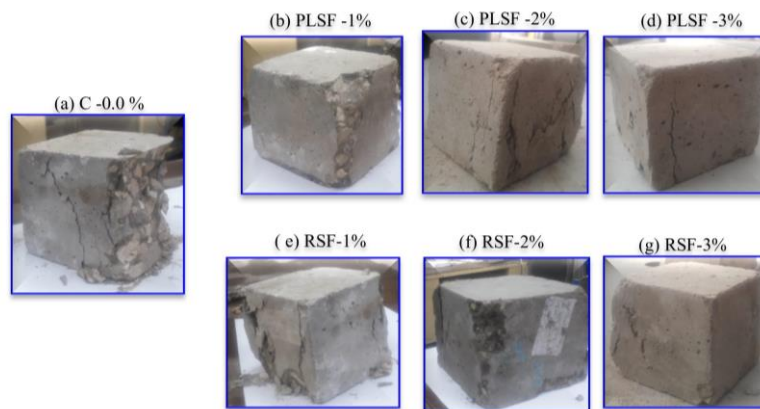 (b) PLSF -1%
(c) PLSF -2%
(d) PLSF -3%
(a) C -0.0 %
( e) RSF-1%
(f) RSF-2%
(g) RSF-3%